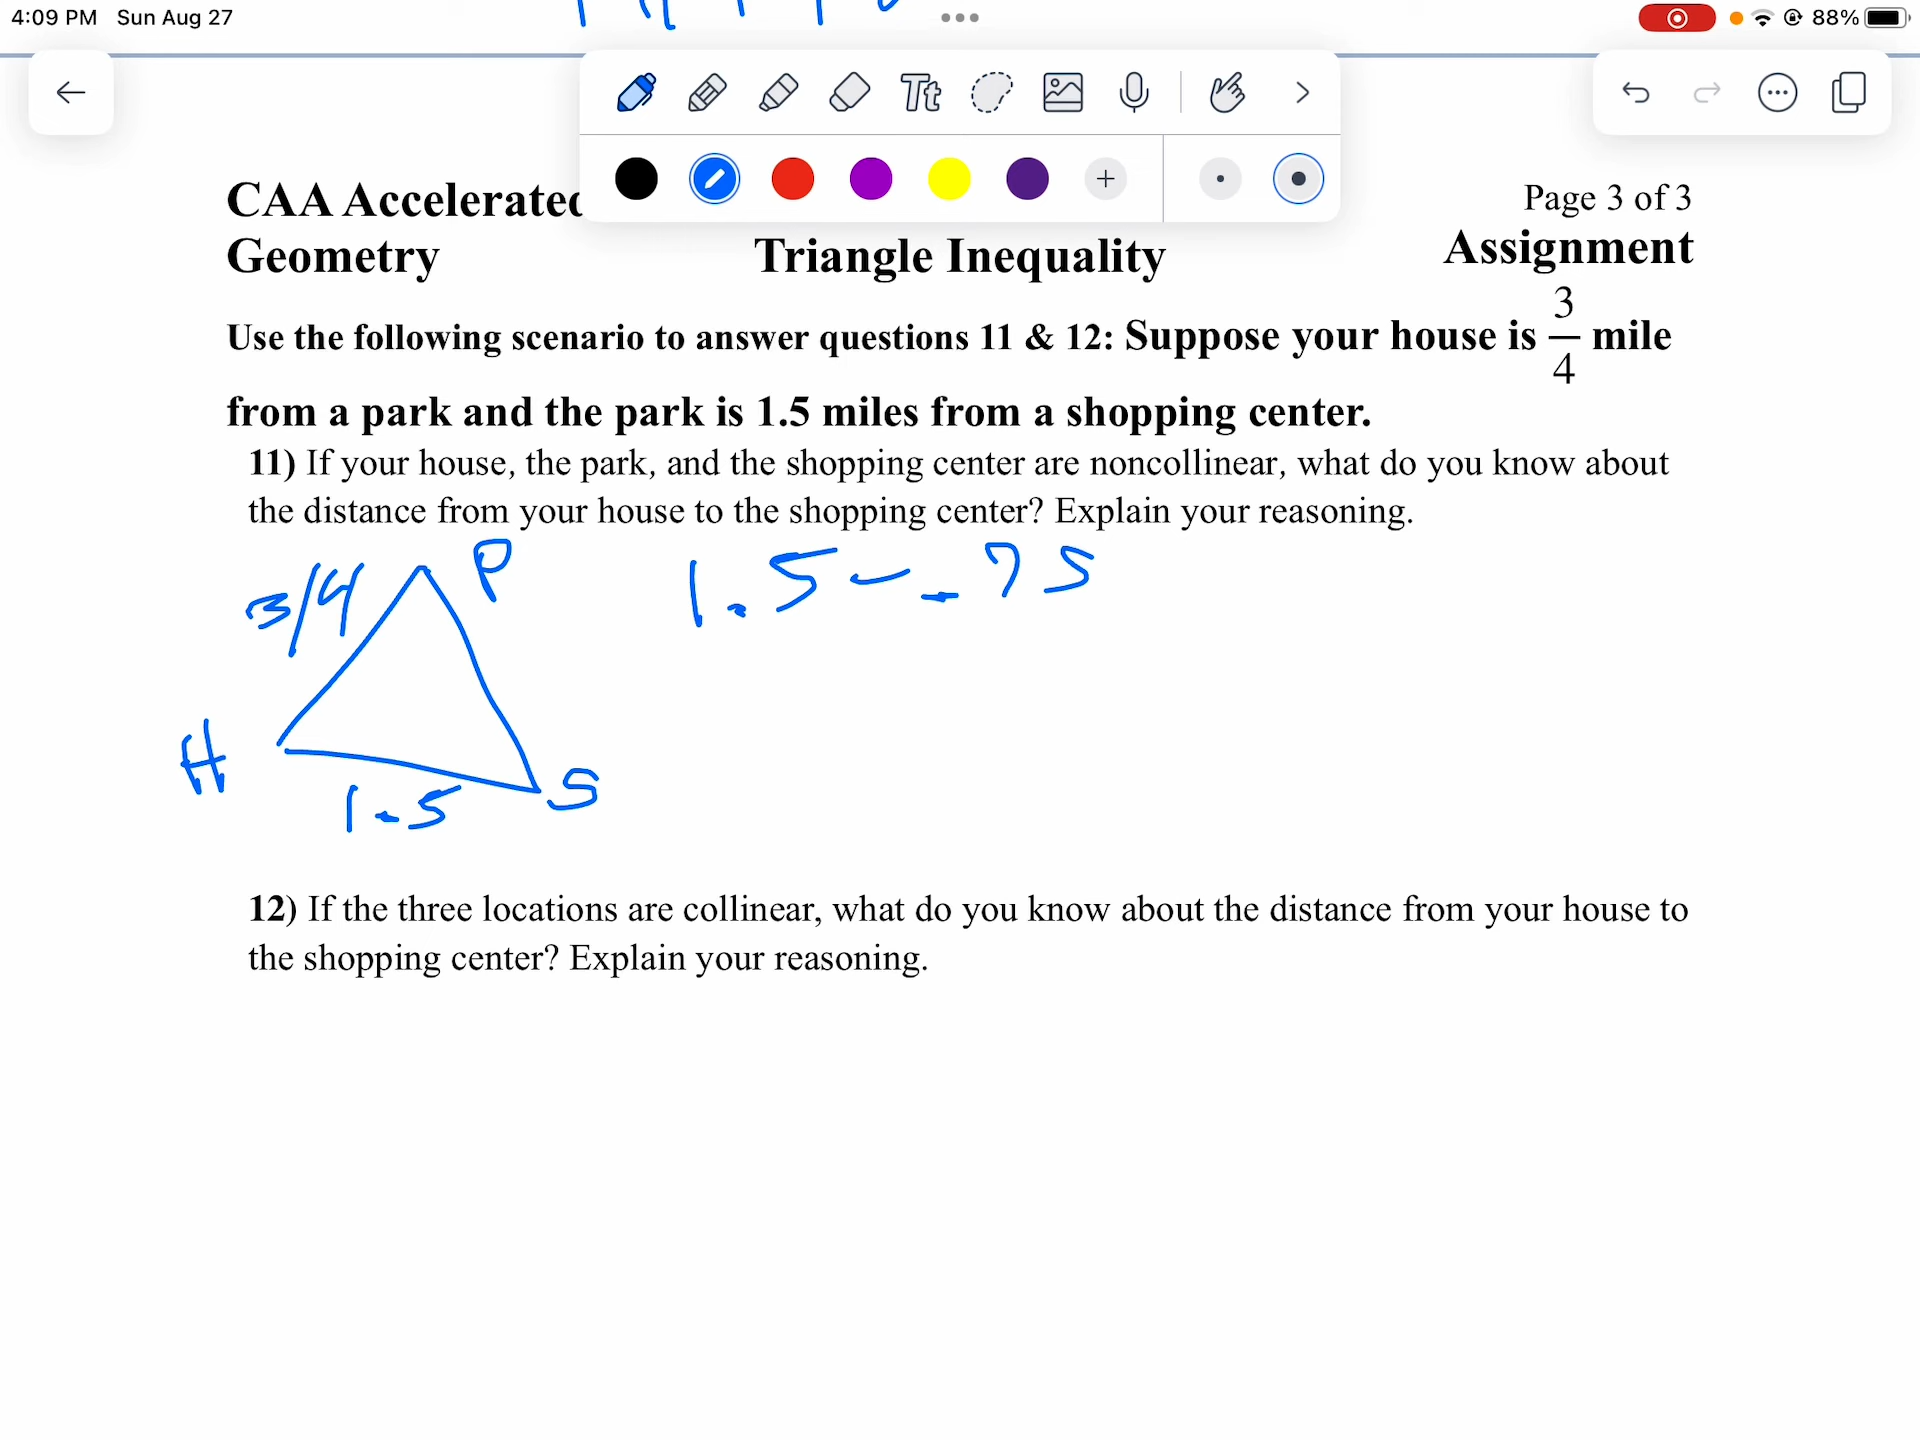 4:09 PM Sun Aug 27
88%
Tt
CAA Accelerated
Page 3 of 3
Geometry
Triangle Inequality
Assignment
Use the following scenario to answer questions 11 & 12: Suppose your house is 3/4 mile
from a park and the park is 1.5 miles from a shopping center.
11) If your house, the park, and the shopping center are noncollinear, what do you know about
the distance from your house to the shopping center? Explain your reasoning.
3/4
P
1.5 - .75
H
S
1.5
12) If the three locations are collinear, what do you know about the distance from your house to
the shopping center? Explain your reasoning.